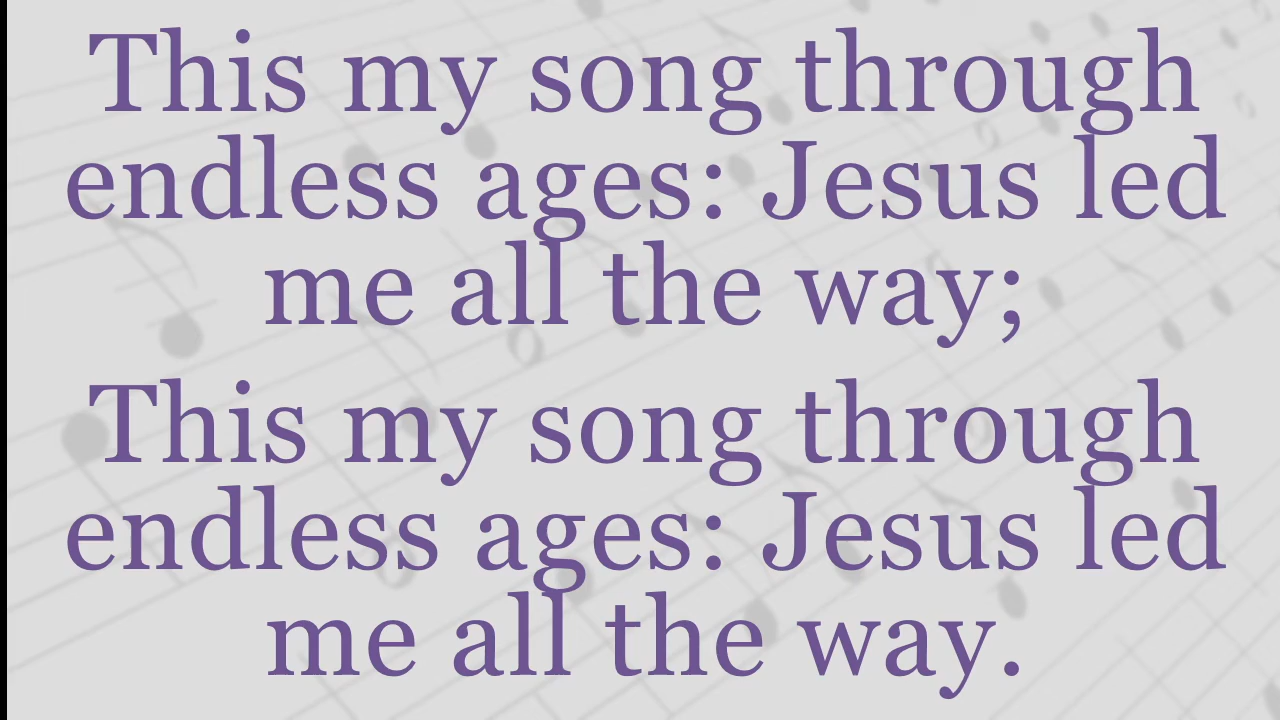 This my song through
endless ages: Jesus led
me all the way;
This my song through
endless ages: Jesus led
me all the way.